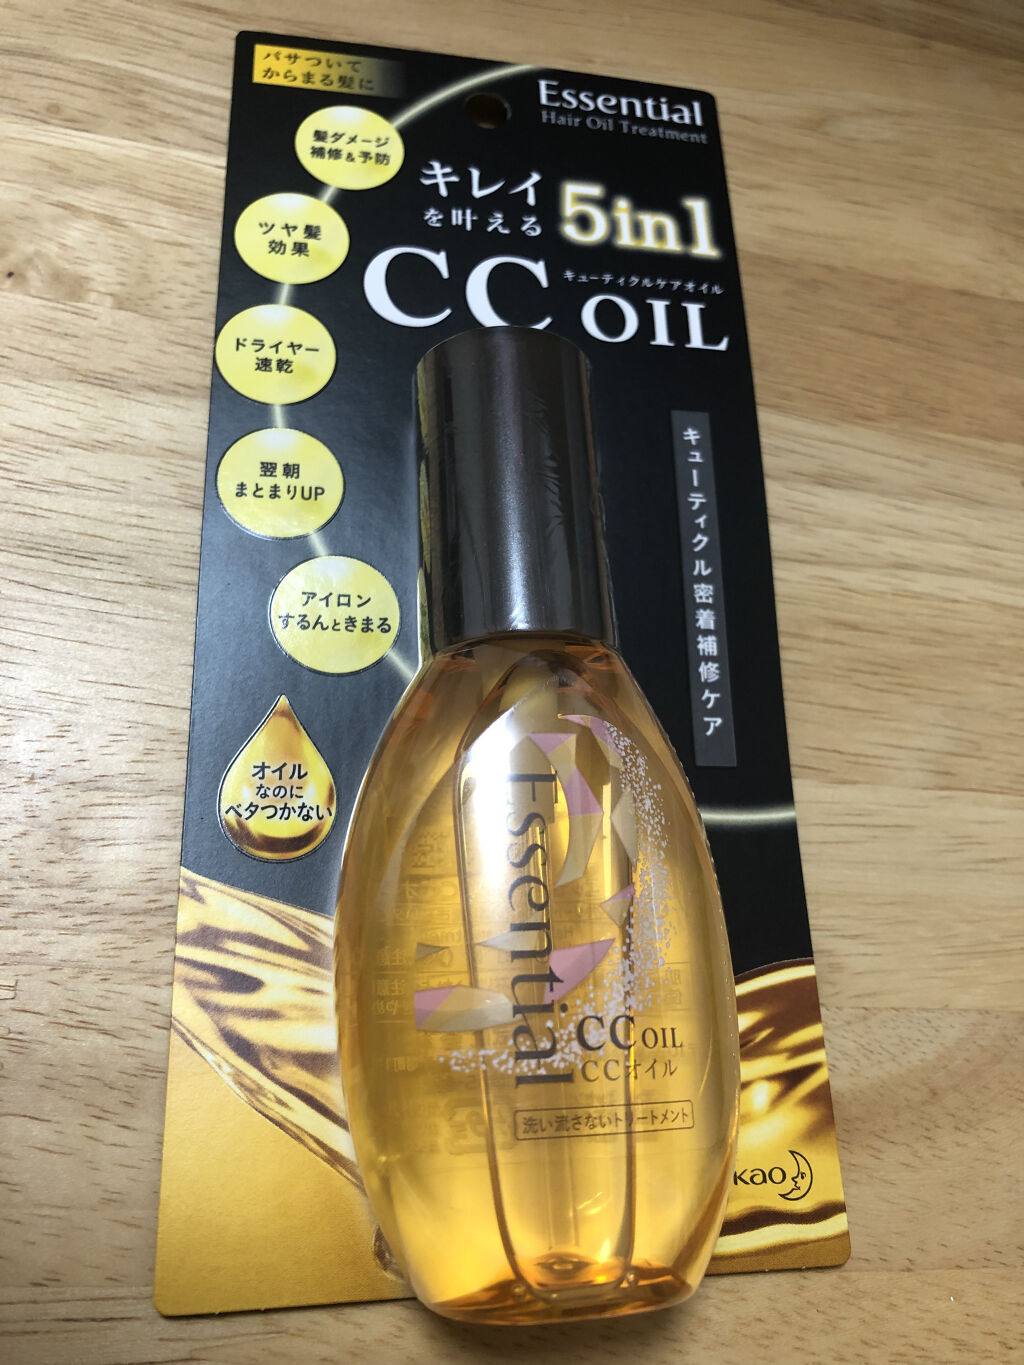 パサついて
からまる髪に
Essential
Hair Oil Treatment
髪ダメージ
補修&予防
キレイ
を叶える
5in1
ツヤ髪
効果
キューティクルケアオイル
CC OIL
ドライヤー
速乾
翌朝
まとまりUP
アイロン
するんときまる
キューティクル密着補修ケア
オイル
なのに
ベタつかない
Essential
CC OIL
CCオイル
洗い流さないトリートメント
kao